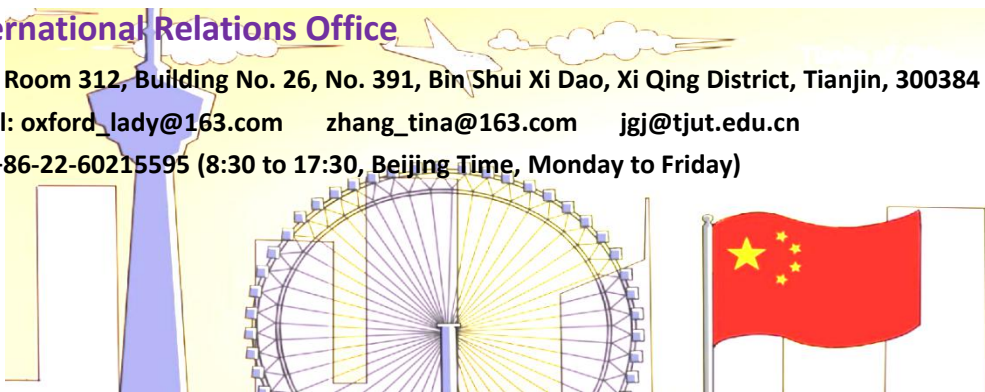 ernational Relations Office
Room 312, Building No. 26, No. 391, Bin Shui Xi Dao, Xi Qing District, Tianjin, 300384
l: oxford_lady@163.com zhang_tina@163.com jgj@tjut.edu.cn
-86-22-60215595 (8:30 to 17:30, Beijing Time, Monday to Friday)